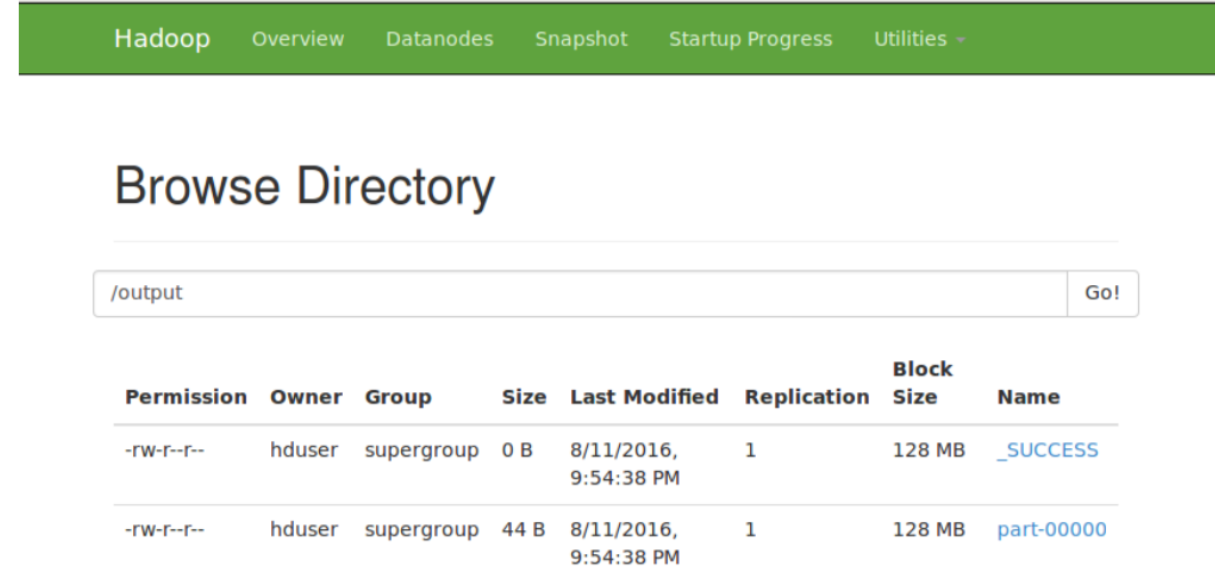 Hadoop Overview Datanodes Snapshot Startup Progress Utilities
Browse Directory
/output Go!
Permission Owner Group Size Last Modified Replication Block Size Name
-rw-r--r-- hduser supergroup 0 B 8/11/2016, 9:54:38 PM 1 128 MB _SUCCESS
-rw-r--r-- hduser supergroup 44 B 8/11/2016, 9:54:38 PM 1 128 MB part-00000